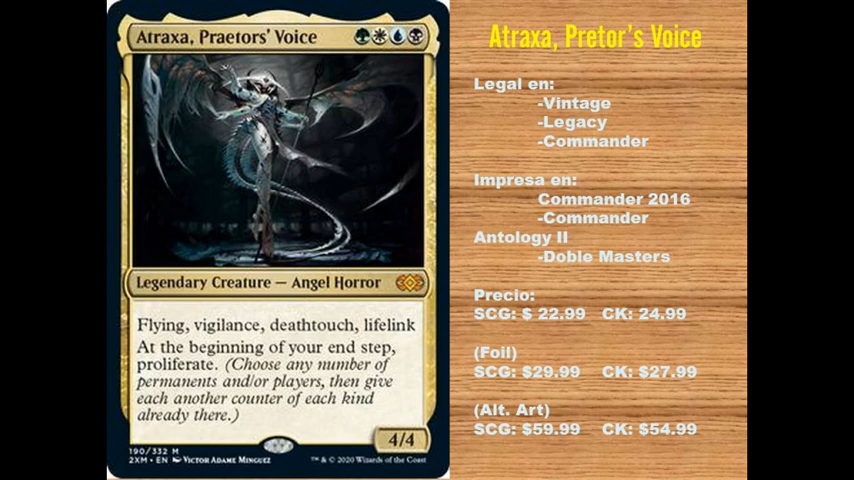 Atraxa, Praetors' Voice
Legendary Creature — Angel Horror
Flying, vigilance, deathtouch, lifelink
At the beginning of your end step,
proliferate. (Choose any number of
permanents and/or players, then give
each another counter of each kind
already there.)
4/4
190/332 M
2XM • EN Victor Adame Minguez
™ & © 2020 Wizards of the Coast
Atraxa, Pretor's Voice
Legal en:
-Vintage
-Legacy
-Commander
Impresa en:
Commander 2016
-Commander
Antology II
-Doble Masters
Precio:
SCG: $ 22.99 CK: 24.99
(Foil)
SCG: $29.99 CK: $27.99
(Alt. Art)
SCG: $59.99 CK: $54.99